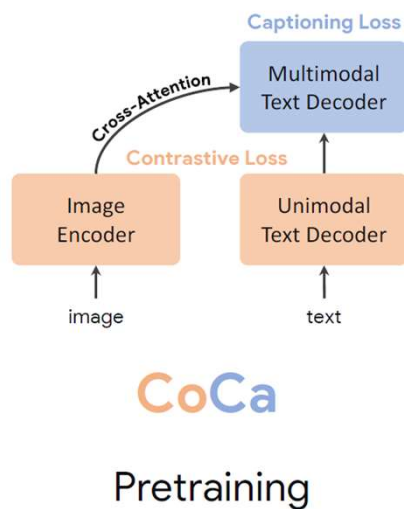 Captioning Loss
Multimodal
Text Decoder
Cross-Attention
Contrastive Loss
Image
Encoder
Unimodal
Text Decoder
image
text
CoCa
Pretraining